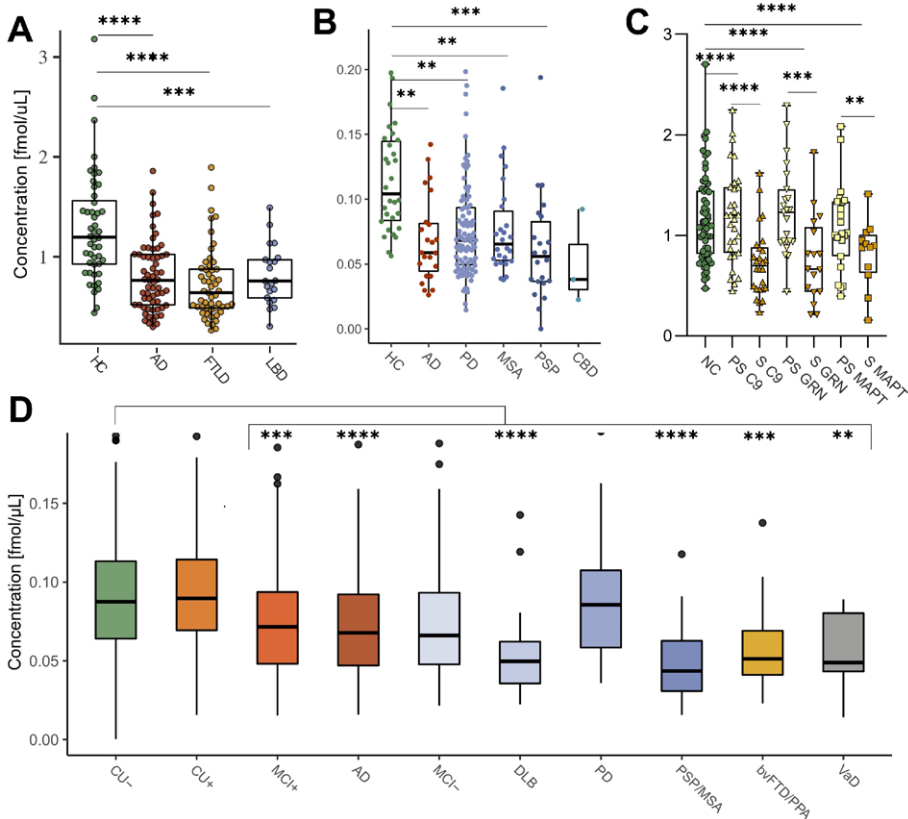 A
Concentration [fmol/uL]
3
2
1
****
****
***
HC
AD
FTLD
LBD
B
0.20
0.15
0.10
0.05
0.00
***
**
**
**
HC
AD
PD
MSA
PSP
CBD
C
3
2
1
0
****
****
****
****
***
**
NC
PS C9
S C9
PS GRN
S GRN
PS MAPT
S MAPT
D
Concentration [fmol/µL]
0.15
0.10
0.05
0.00
***
****
****
****
***
**
CU−
CU+
MCI+
AD
MCI−
DLB
PD
PSP/MSA
bvFTD/PPA
VaD